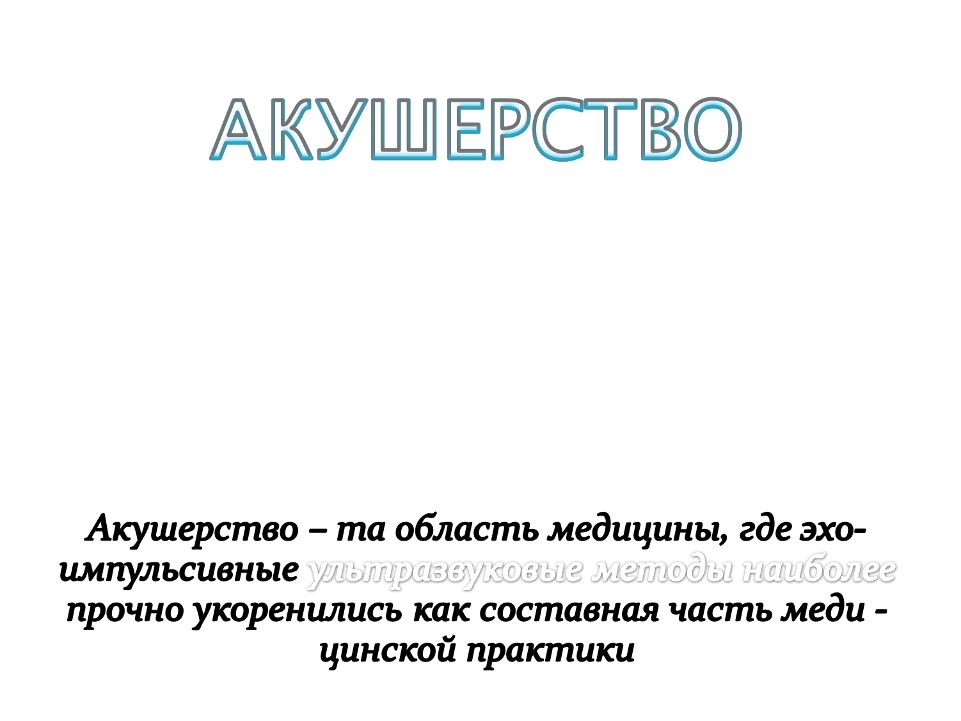 АКУШЕРСТВО
Акушерство – та область медицины, где эхо-
импульсивные ультразвуковые методы наиболее
прочно укоренились как составная часть меди -
цинской практики